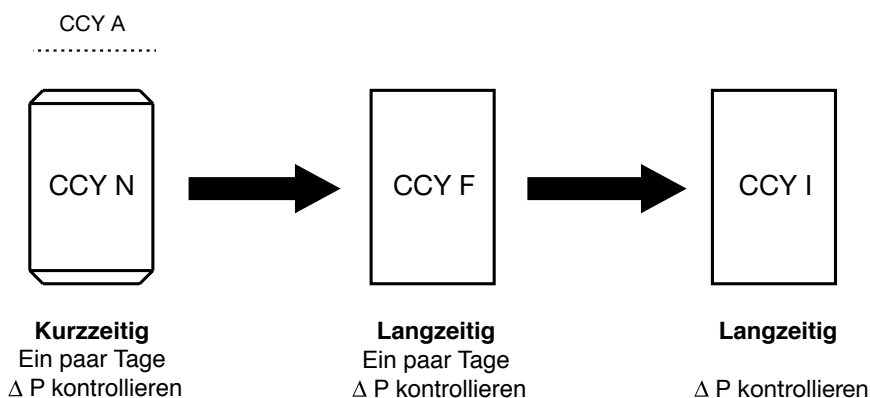 CCY A
CCY N
CCY F
CCY I
Kurzzeitig
Ein paar Tage
Δ P kontrollieren
Langzeitig
Ein paar Tage
Δ P kontrollieren
Langzeitig
Δ P kontrollieren